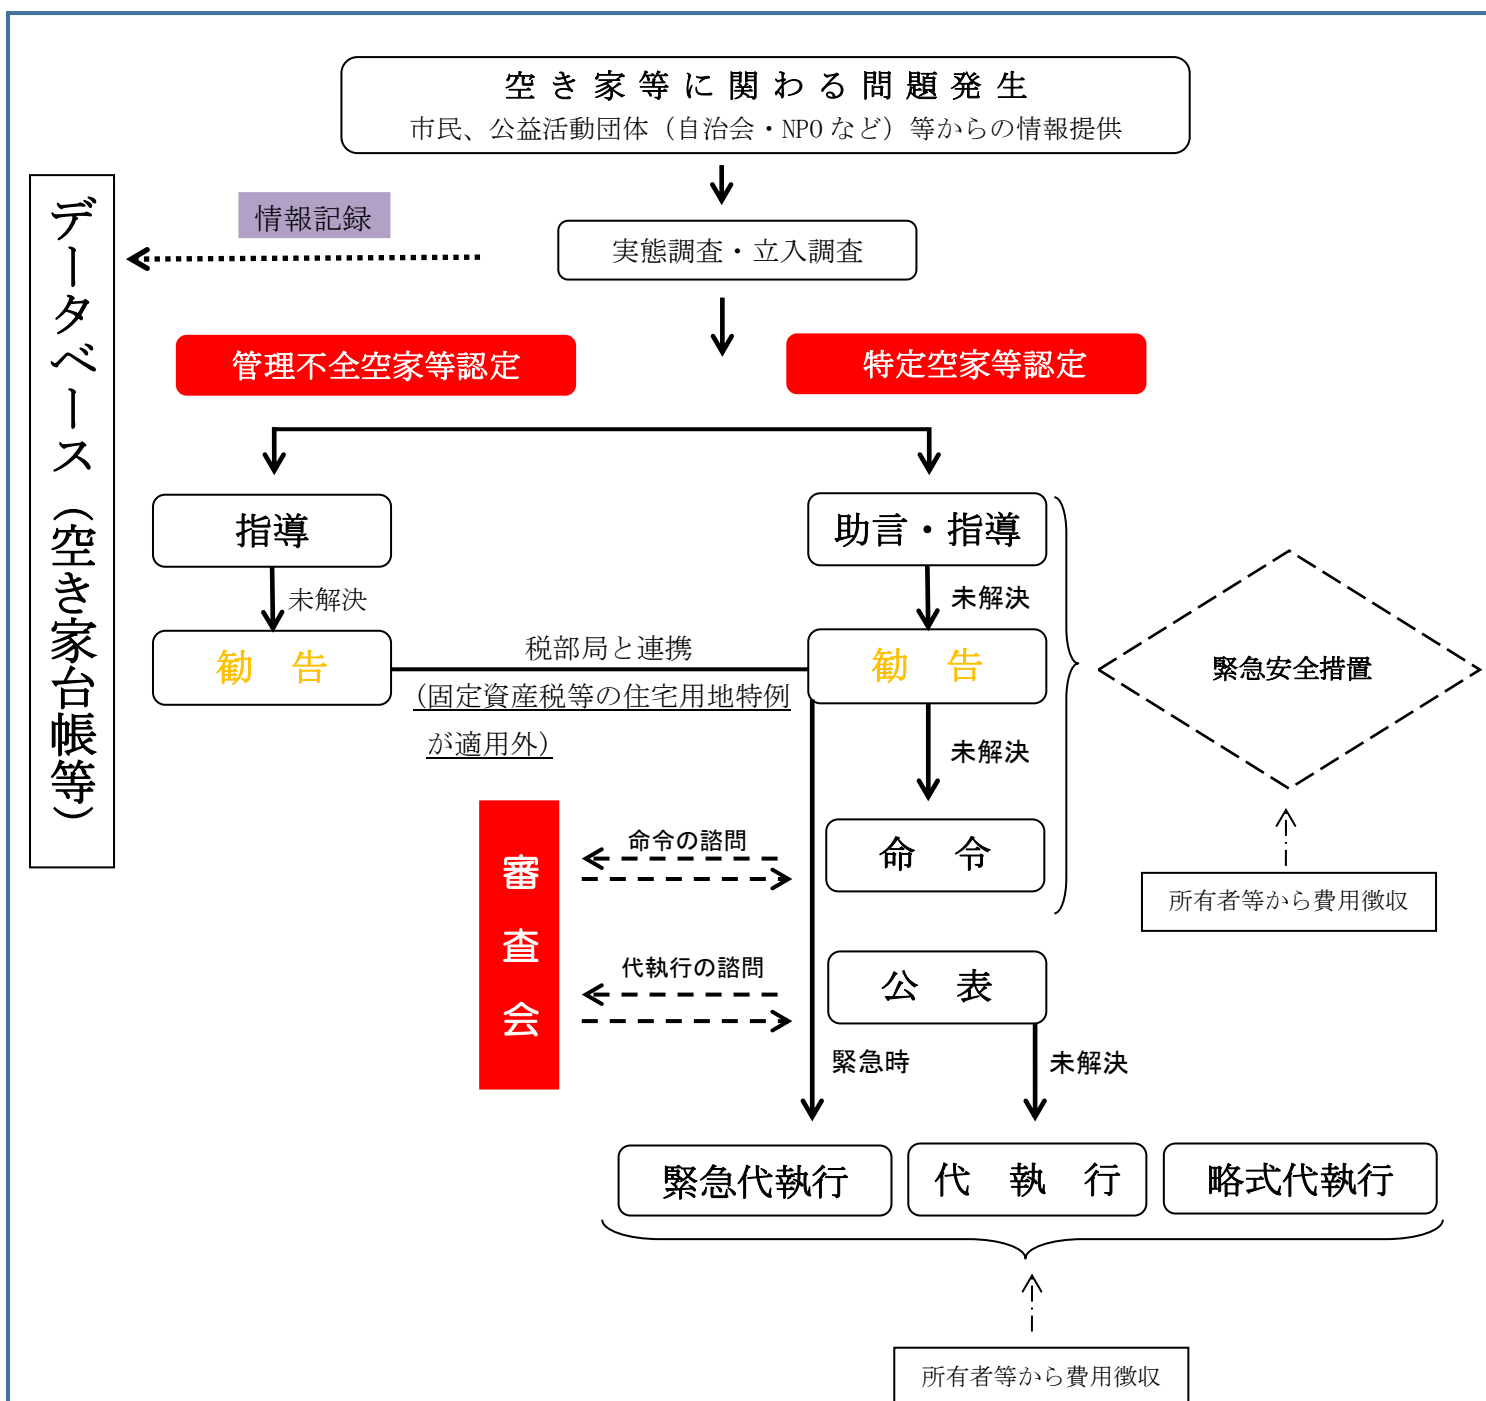 空き家等に関わる問題発生
市民、公益活動団体（自治会・NPOなど）等からの情報提供
データベース（空き家台帳等）
情報記録
実態調査・立入調査
管理不全空家等認定
特定空家等認定
指導
助言・指導
未解決
未解決
勧　告
税部局と連携
（固定資産税等の住宅用地特例
が適用外）
勧　告
緊急安全措置
未解決
審査会
命令の諮問
命　令
所有者等から費用徴収
代執行の諮問
公　表
緊急時
未解決
緊急代執行
代　執　行
略式代執行
所有者等から費用徴収